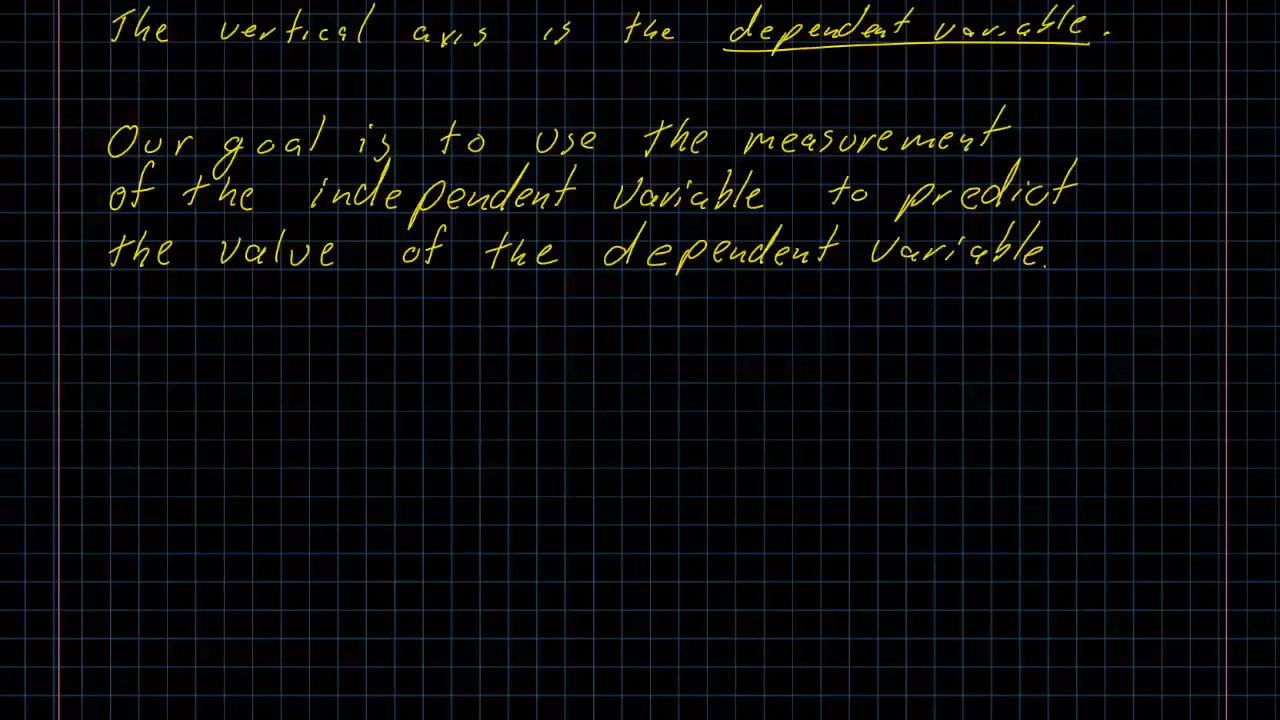 The vertical axis is the dependent variable.
Our goal is to use the measurement
of the independent variable to predict
the value of the dependent variable.